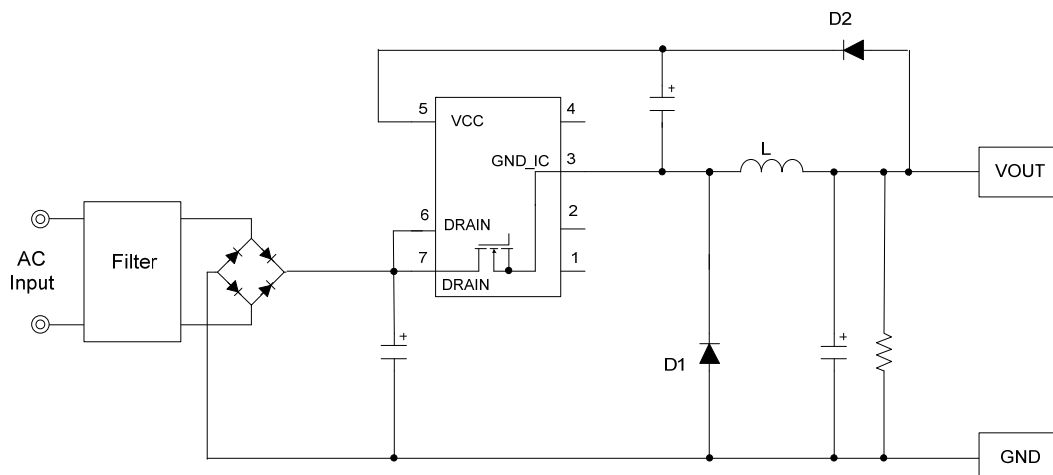 D2
+
5
4
VCC
GND_IC
3
L
VOUT
6
DRAIN
2
AC
Input
Filter
7
DRAIN
1
+
D1
+
GND